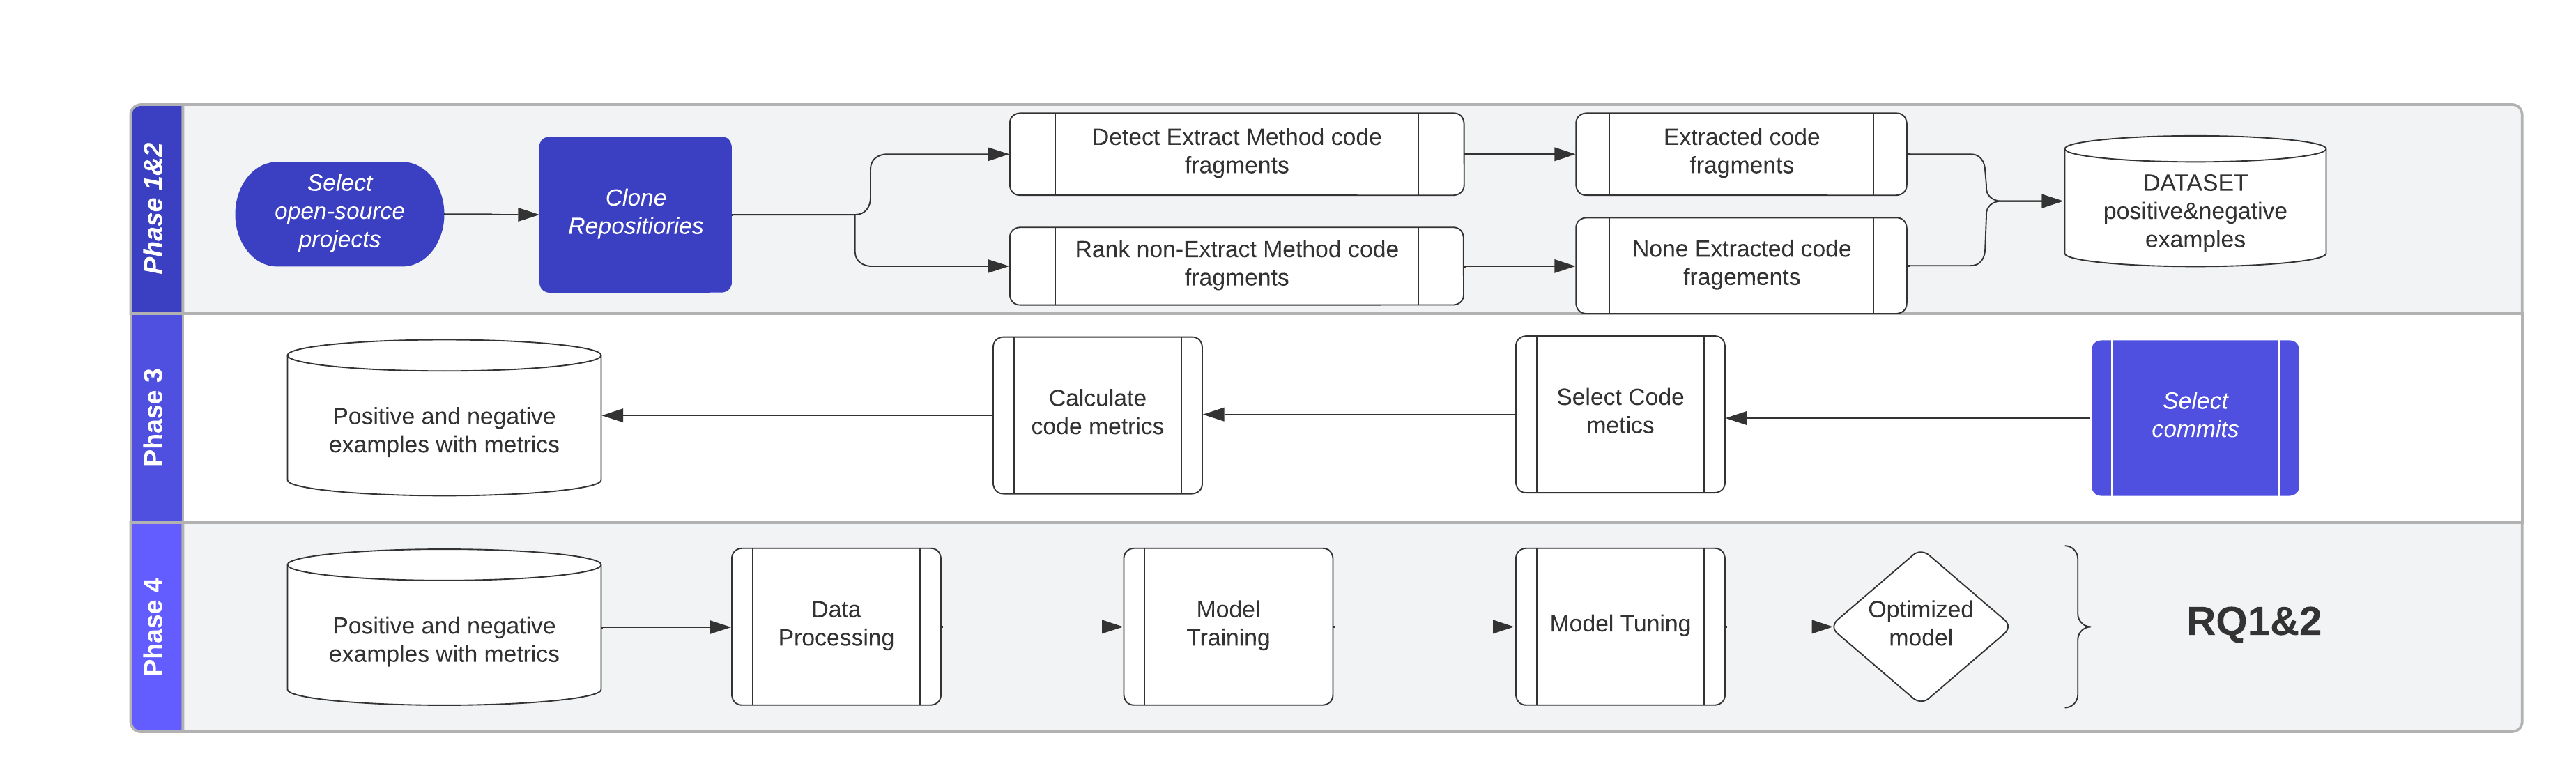 Phase 1&2
Select
open-source
projects
Clone
Repositiories
Detect Extract Method code
fragments
Extracted code
fragments
Rank non-Extract Method code
fragments
None Extracted code
fragements
DATASET
positive&negative
examples
Phase 3
Positive and negative
examples with metrics
Calculate
code metrics
Select Code
metics
Select
commits
Phase 4
Positive and negative
examples with metrics
Data
Processing
Model
Training
Model Tuning
Optimized
model
RQ1&2